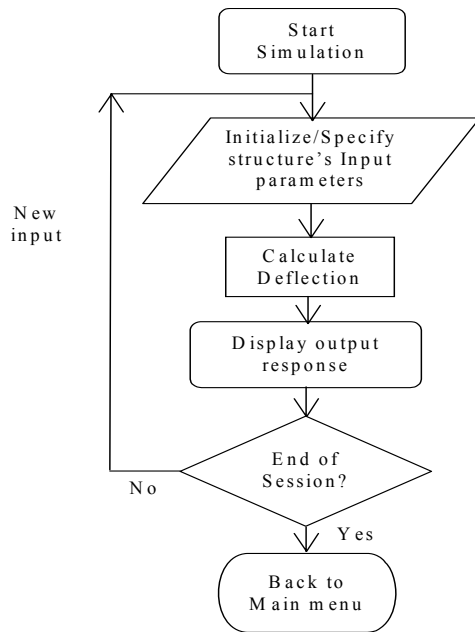 Start
Simulation
Initialize/Specify
structure's Input
parameters
New
input
Calculate
Deflection
Display output
response
End of
Session?
No
Yes
Back to
Main menu